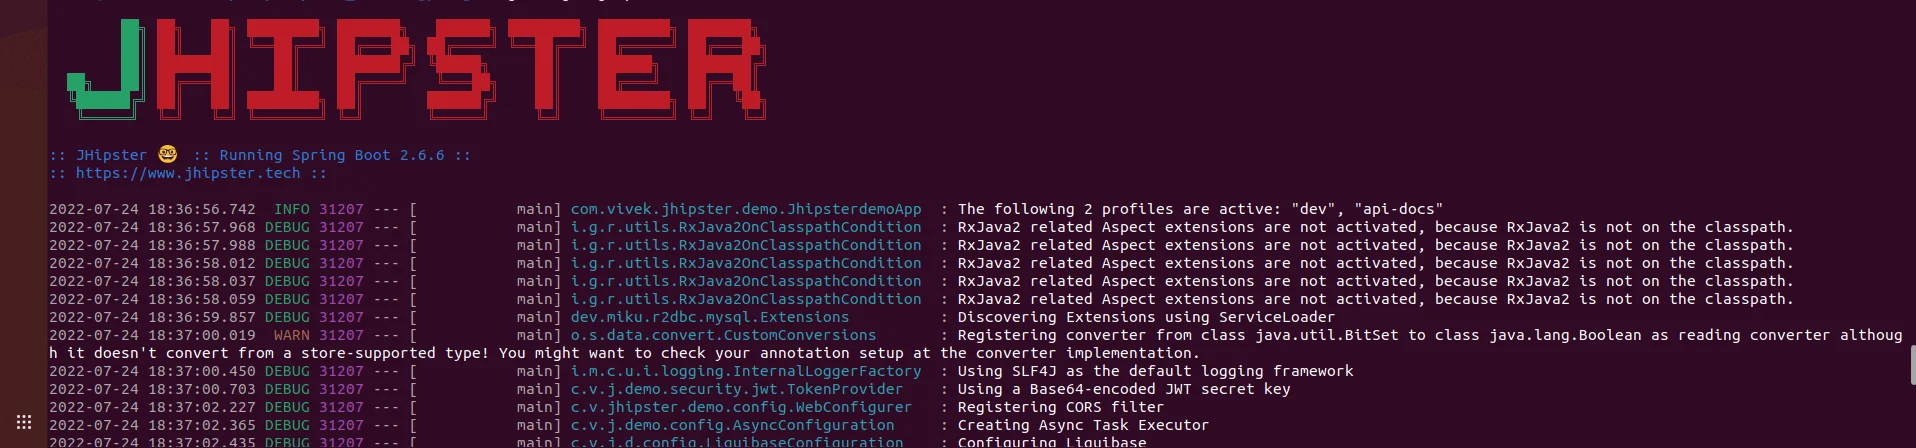 JHIPSTER
:: JHipster 🤓 :: Running Spring Boot 2.6.6 ::
:: https://www.jhipster.tech ::
2022-07-24 18:36:56.742  INFO 31207 --- [           main] com.vivek.jhipster.demo.JhipsterdemoApp  : The following 2 profiles are active: "dev", "api-docs"
2022-07-24 18:36:57.968 DEBUG 31207 --- [           main] i.g.r.utils.RxJava2OnClasspathCondition  : RxJava2 related Aspect extensions are not activated, because RxJava2 is not on the classpath.
2022-07-24 18:36:57.988 DEBUG 31207 --- [           main] i.g.r.utils.RxJava2OnClasspathCondition  : RxJava2 related Aspect extensions are not activated, because RxJava2 is not on the classpath.
2022-07-24 18:36:58.012 DEBUG 31207 --- [           main] i.g.r.utils.RxJava2OnClasspathCondition  : RxJava2 related Aspect extensions are not activated, because RxJava2 is not on the classpath.
2022-07-24 18:36:58.037 DEBUG 31207 --- [           main] i.g.r.utils.RxJava2OnClasspathCondition  : RxJava2 related Aspect extensions are not activated, because RxJava2 is not on the classpath.
2022-07-24 18:36:58.059 DEBUG 31207 --- [           main] i.g.r.utils.RxJava2OnClasspathCondition  : RxJava2 related Aspect extensions are not activated, because RxJava2 is not on the classpath.
2022-07-24 18:36:59.857 DEBUG 31207 --- [           main] dev.miku.r2dbc.mysql.Extensions          : Discovering Extensions using ServiceLoader
2022-07-24 18:37:00.019  WARN 31207 --- [           main] o.s.data.convert.CustomConversions       : Registering converter from class java.util.BitSet to class java.lang.Boolean as reading converter althoug
h it doesn't convert from a store-supported type! You might want to check your annotation setup at the converter implementation.
2022-07-24 18:37:00.450 DEBUG 31207 --- [           main] i.m.c.u.i.logging.InternalLoggerFactory  : Using SLF4J as the default logging framework
2022-07-24 18:37:00.703 DEBUG 31207 --- [           main] c.v.j.demo.security.jwt.TokenProvider    : Using a Base64-encoded JWT secret key
2022-07-24 18:37:02.227 DEBUG 31207 --- [           main] c.v.jhipster.demo.config.WebConfigurer   : Registering CORS filter
2022-07-24 18:37:02.365 DEBUG 31207 --- [           main] c.v.j.demo.config.AsyncConfiguration     : Creating Async Task Executor
2022-07-24 18:37:02.435 DEBUG 31207 --- [           main] c.v.j.d.config.LiquibaseConfiguration    : Configuring Liquibase